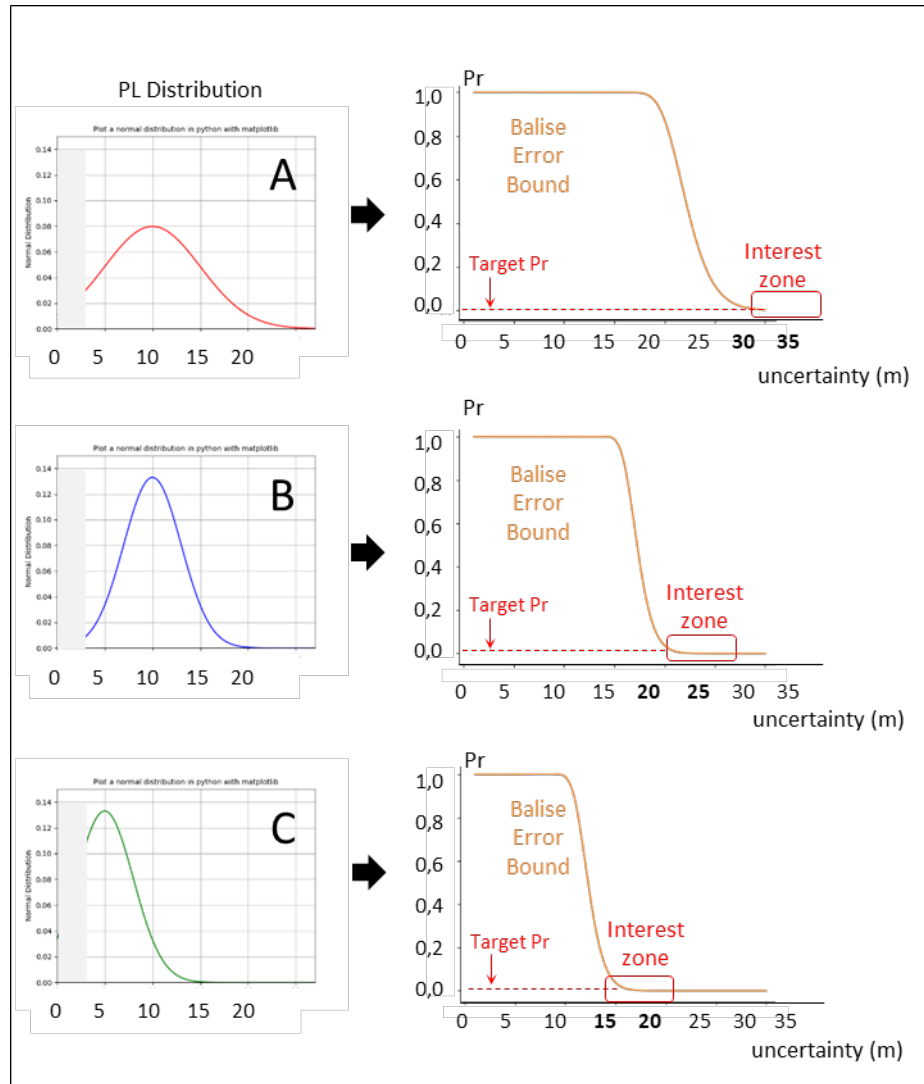 PL Distribution
Plot a normal distribution in python with matplotlib
Normal Distribution
0.14
0.12
0.10
0.08
0.06
0.04
0.02
0.00
A
0 5 10 15 20
Pr
1,0
0,8
0,6
0,4
0,2
0,0
Balise
Error
Bound
Target Pr
Interest
zone
0 5 10 15 20 25 30 35
uncertainty (m)
Plot a normal distribution in python with matplotlib
Normal Distribution
0.14
0.12
0.10
0.08
0.06
0.04
0.02
0.00
B
0 5 10 15 20
Pr
1,0
0,8
0,6
0,4
0,2
0,0
Balise
Error
Bound
Target Pr
Interest
zone
0 5 10 15 20 25 30 35
uncertainty (m)
Plot a normal distribution in python with matplotlib
Normal Distribution
0.14
0.12
0.10
0.08
0.06
0.04
0.02
0.00
C
0 5 10 15 20
Pr
1,0
0,8
0,6
0,4
0,2
0,0
Balise
Error
Bound
Target Pr
Interest
zone
0 5 10 15 20 25 30 35
uncertainty (m)